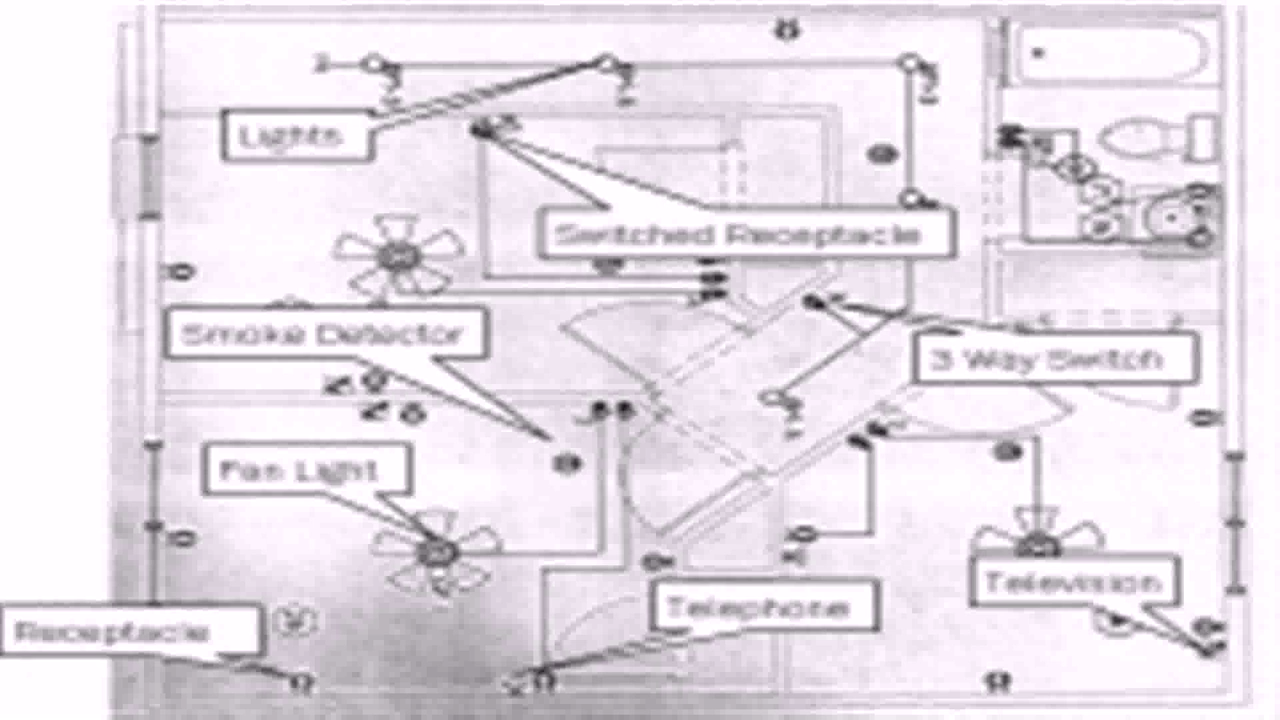 Lights
Switched Receptacle
Smoke Detector
3 Way Switch
Fan Light
Television
Telephone
Receptacle